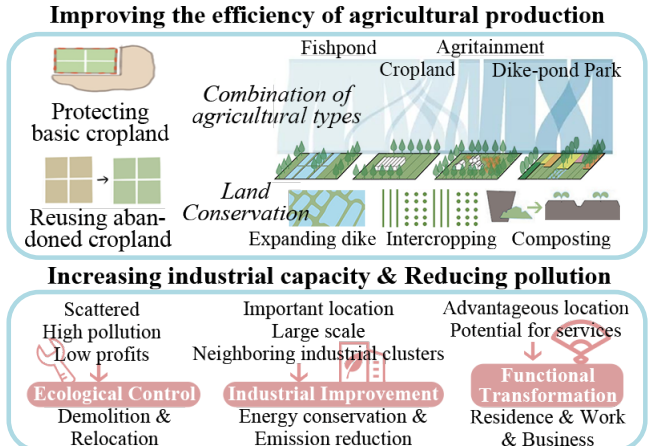 Improving the efficiency of agricultural production
Protecting
basic cropland
Reusing aban-
doned cropland
Fishpond
Agritainment
Cropland
Dike-pond Park
Combination of
agricultural types
Land
Conservation
Expanding dike
Intercropping
Composting
Increasing industrial capacity & Reducing pollution
Scattered
High pollution
Low profits
Ecological Control
Demolition &
Relocation
Important location
Large scale
Neighboring industrial clusters
Industrial Improvement
Energy conservation &
Emission reduction
Advantageous location
Potential for services
Functional
Transformation
Residence & Work
& Business